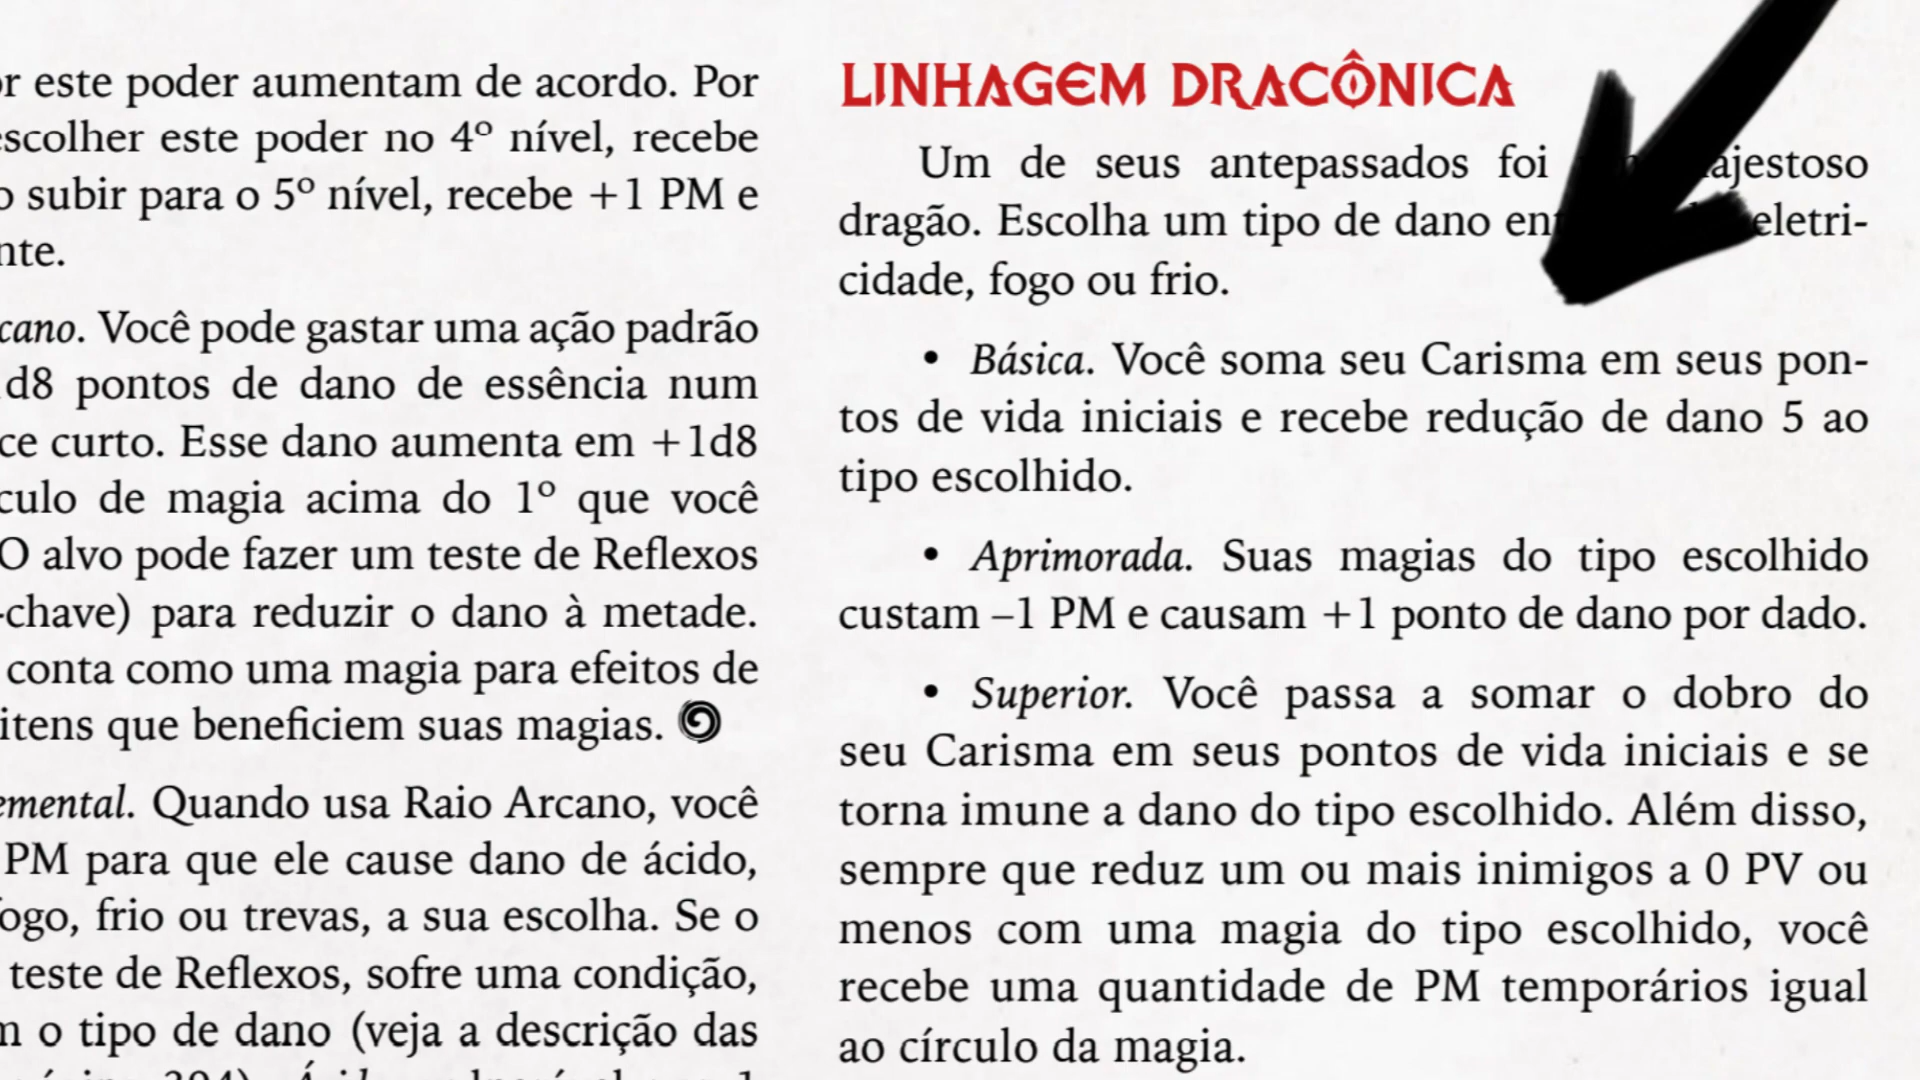 r este poder aumentam de acordo. Por
escolher este poder no 4º nível, recebe
o subir para o 5º nível, recebe +1 PM e
nte.
cano. Você pode gastar uma ação padrão
1d8 pontos de dano de essência num
ce curto. Esse dano aumenta em +1d8
culo de magia acima do 1º que você
O alvo pode fazer um teste de Reflexos
-chave) para reduzir o dano à metade.
conta como uma magia para efeitos de
itens que beneficiem suas magias.
emental. Quando usa Raio Arcano, você
PM para que ele cause dano de ácido,
fogo, frio ou trevas, a sua escolha. Se o
teste de Reflexos, sofre uma condição,
m o tipo de dano (veja a descrição das
LINHAGEM DRACÔNICA
Um de seus antepassados foi ajestoso
dragão. Escolha um tipo de dano en eletri-
cidade, fogo ou frio.
• Básica. Você soma seu Carisma em seus pon-
tos de vida iniciais e recebe redução de dano 5 ao
tipo escolhido.
• Aprimorada. Suas magias do tipo escolhido
custam –1 PM e causam +1 ponto de dano por dado.
• Superior. Você passa a somar o dobro do
seu Carisma em seus pontos de vida iniciais e se
torna imune a dano do tipo escolhido. Além disso,
sempre que reduz um ou mais inimigos a 0 PV ou
menos com uma magia do tipo escolhido, você
recebe uma quantidade de PM temporários igual
ao círculo da magia.